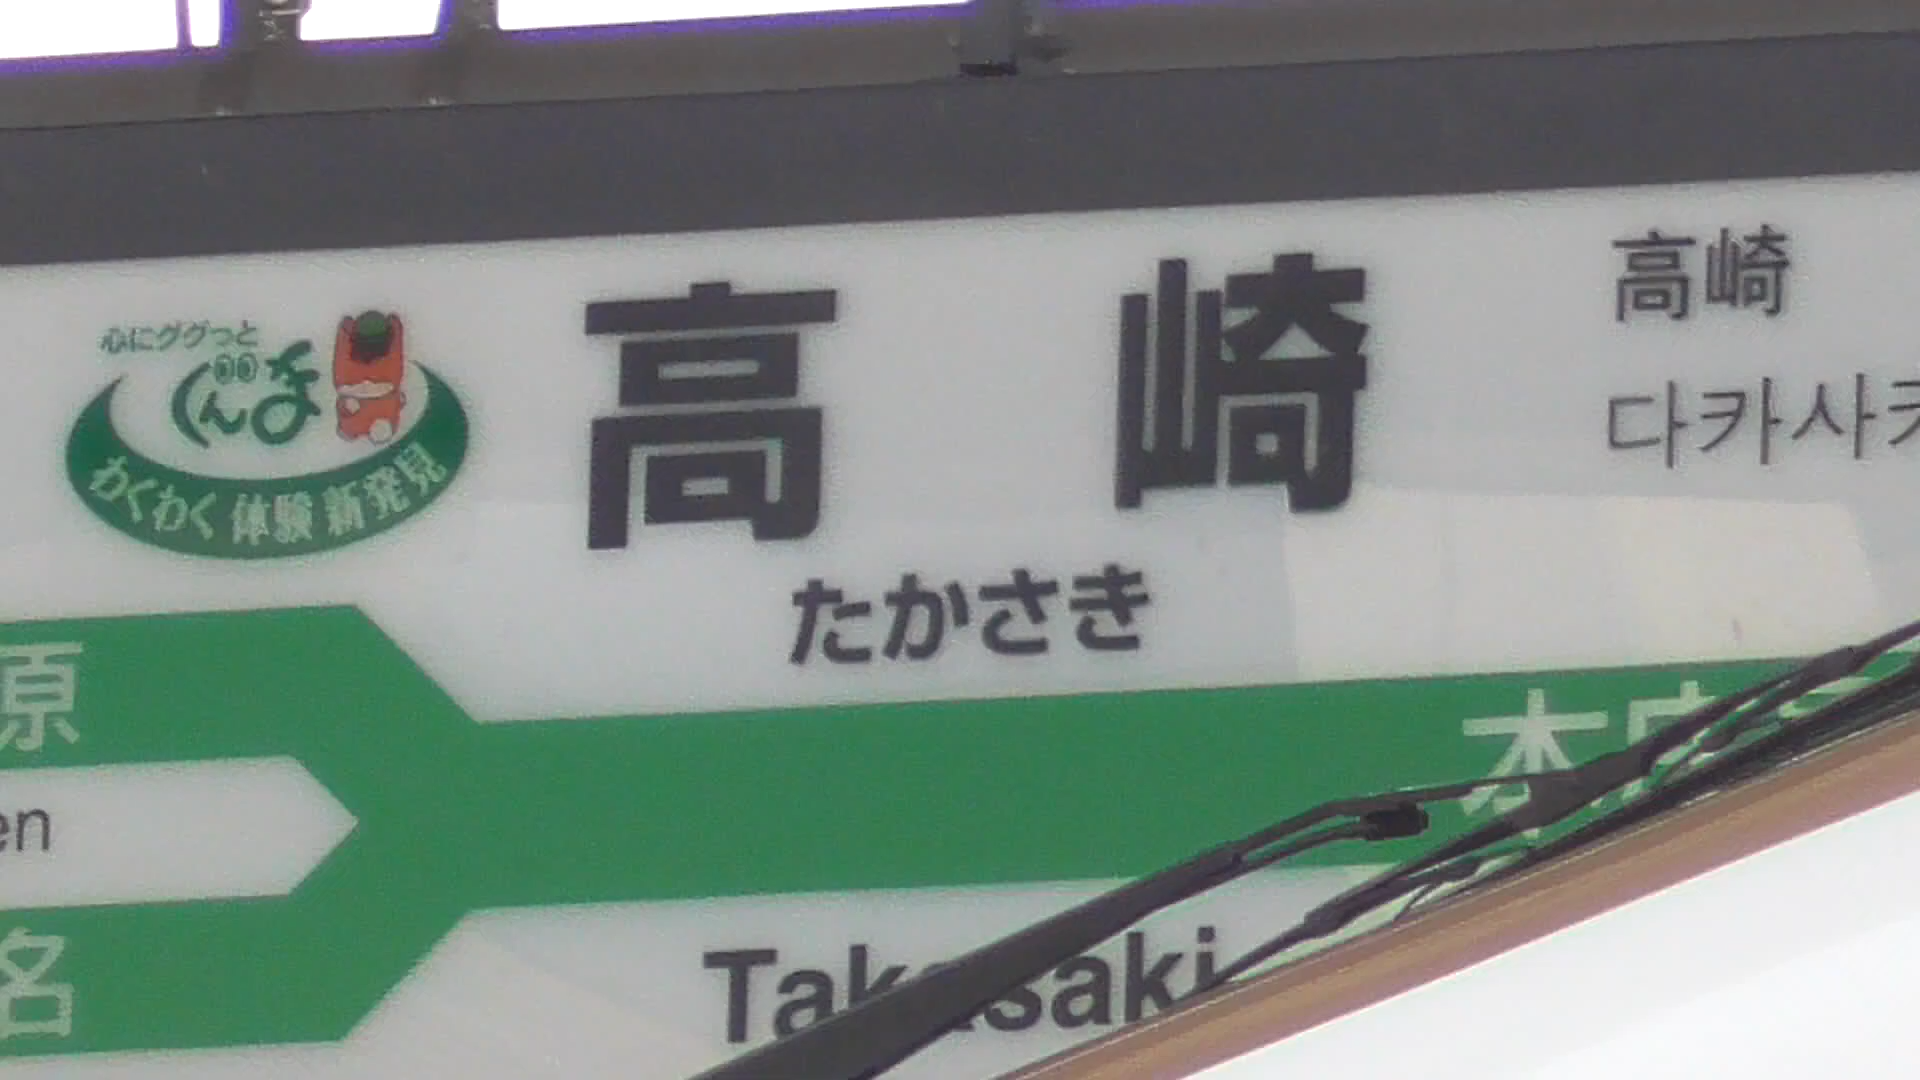 心にググっと
ぐんま
わくわく 体験 新発見
高崎
たかさき
高崎
다카사
原
en
名
本
Takasaki